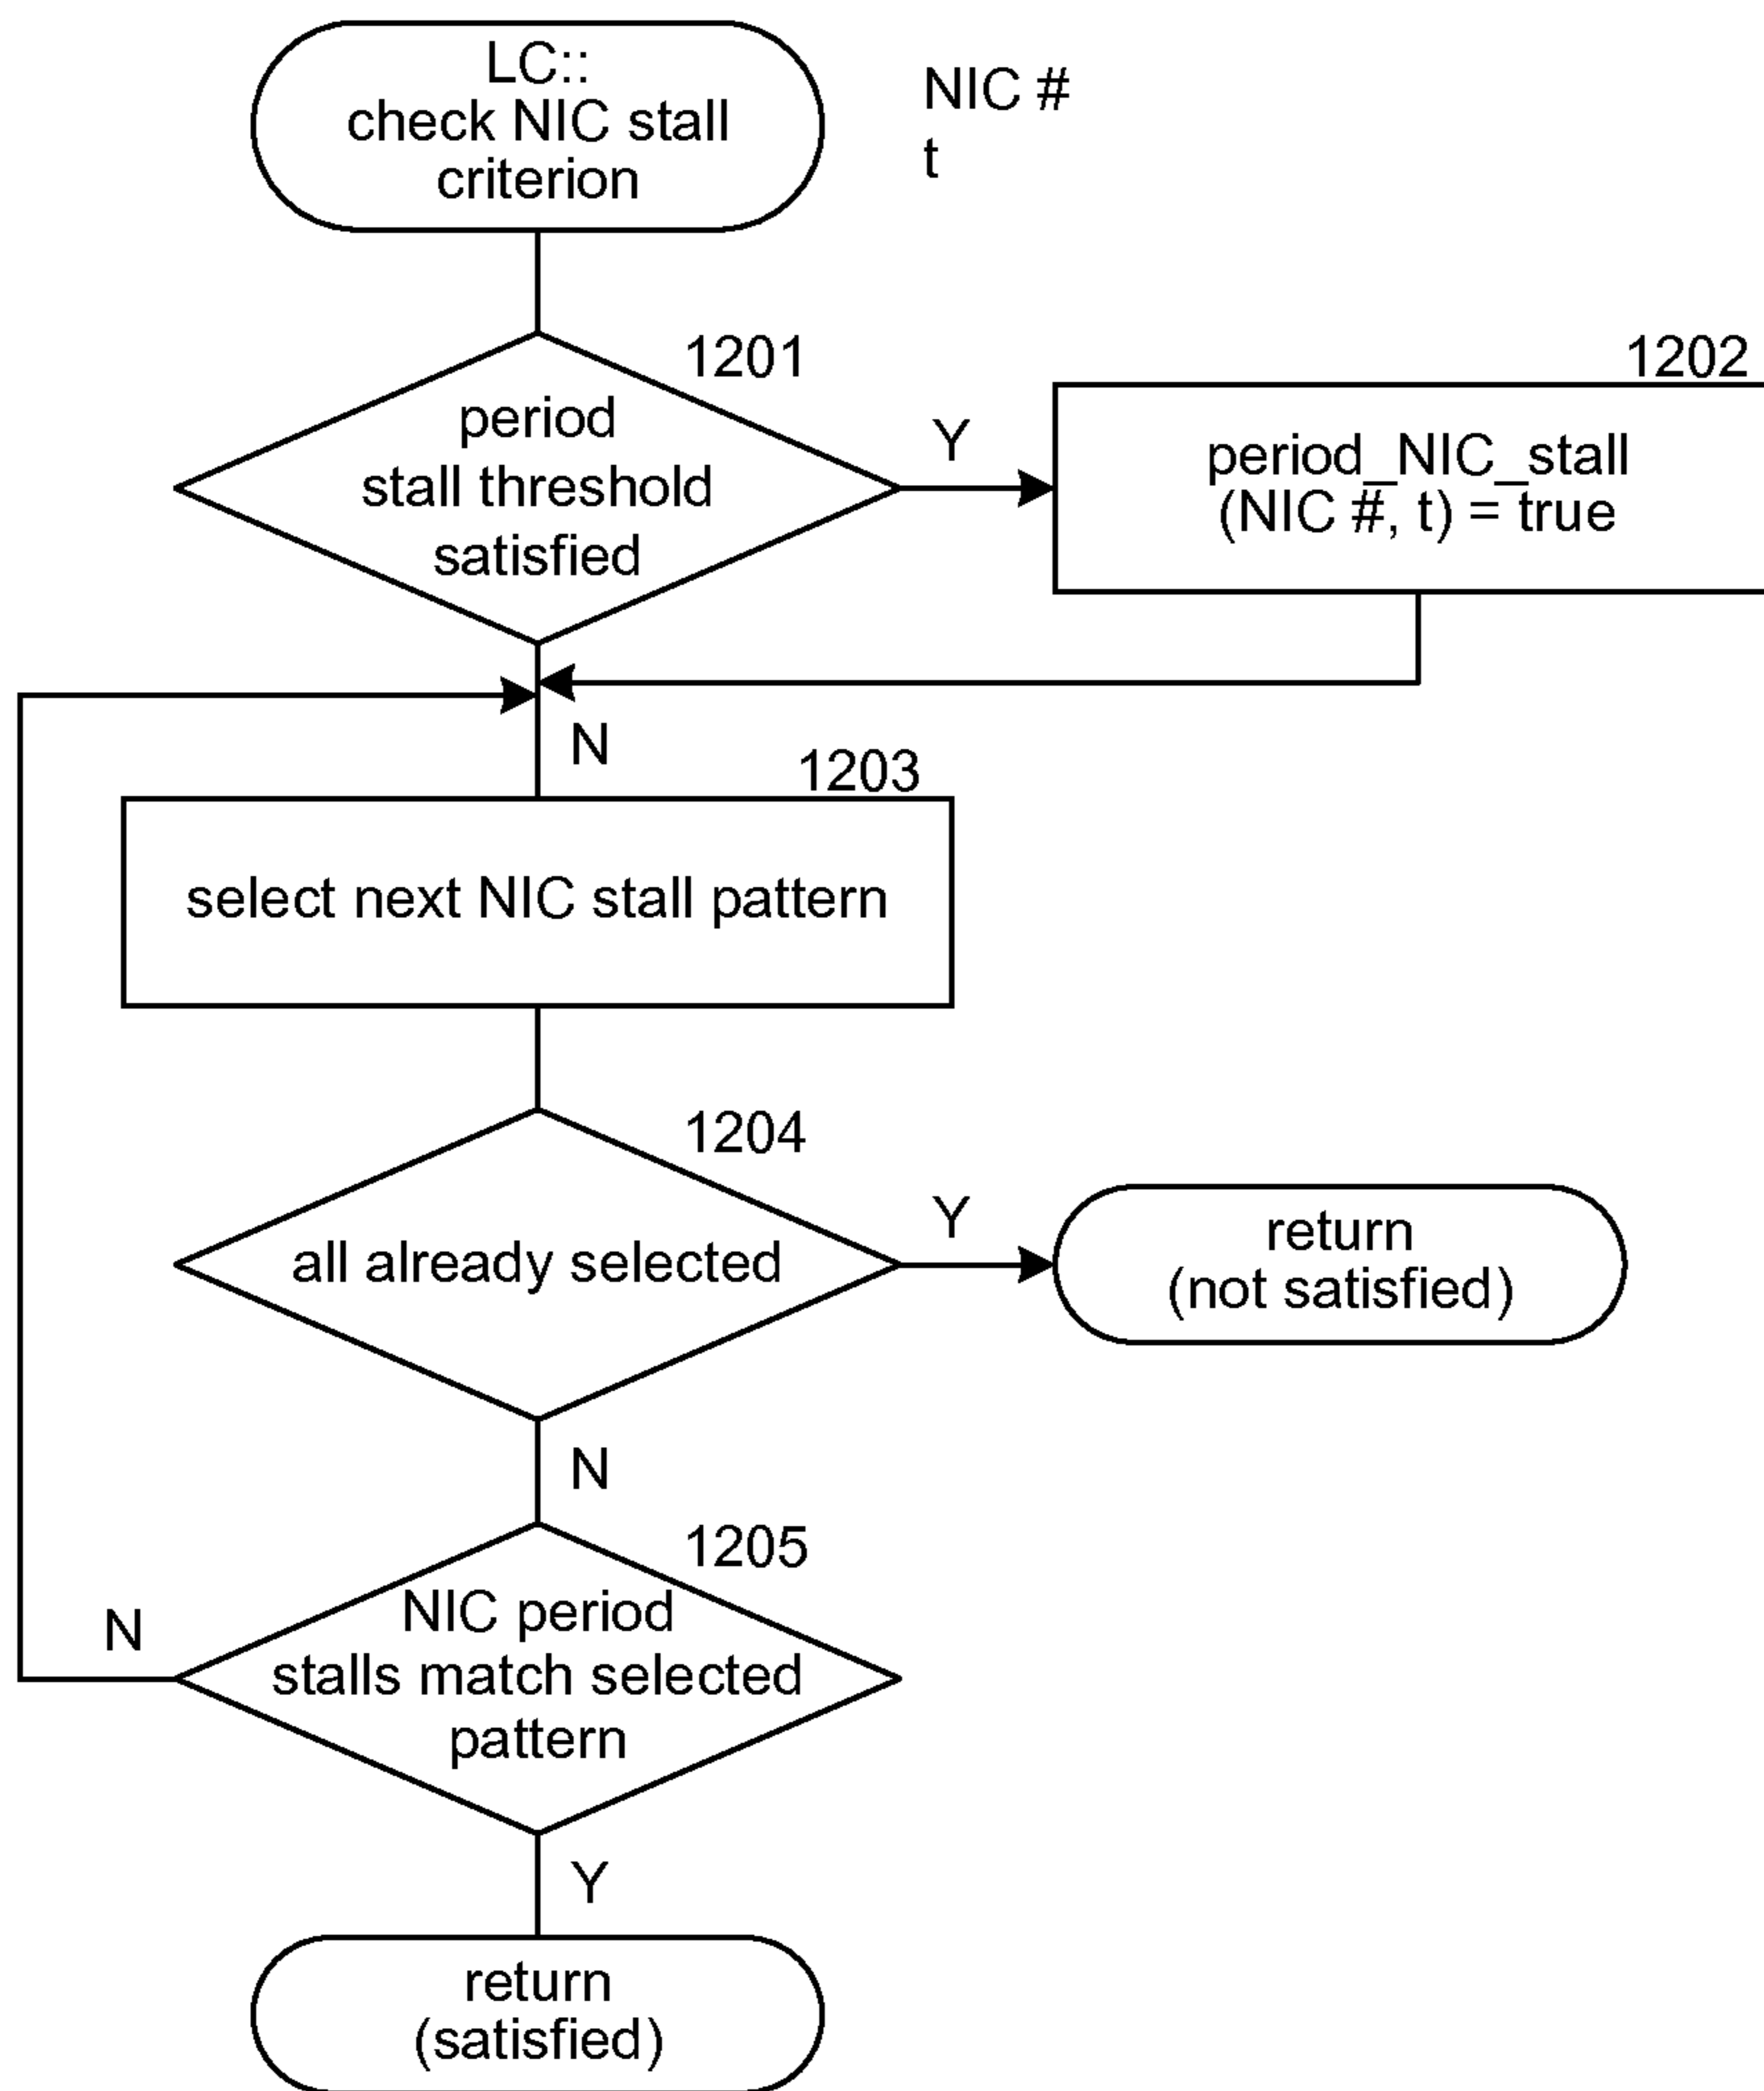 LC::
check NIC stall
criterion
NIC #
t
1201
period
stall threshold
satisfied
Y
1202
period_NIC_stall
(NIC #, t) = true
N
1203
select next NIC stall pattern
1204
all already selected
Y
return
(not satisfied)
N
1205
NIC period
stalls match selected
pattern
N
Y
return
(satisfied)